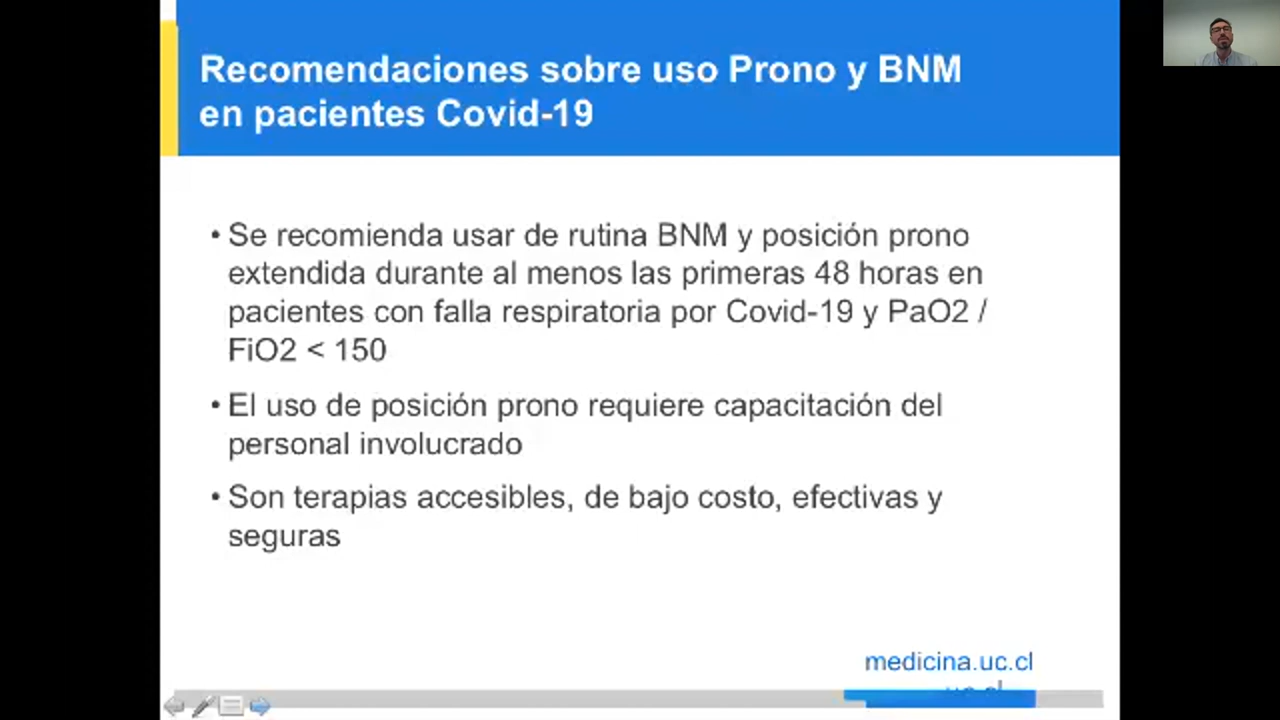 Recomendaciones sobre uso Prono y BNM
en pacientes Covid-19
• Se recomienda usar de rutina BNM y posición prono
extendida durante al menos las primeras 48 horas en
pacientes con falla respiratoria por Covid-19 y PaO2 /
FiO2 < 150
• El uso de posición prono requiere capacitación del
personal involucrado
• Son terapias accesibles, de bajo costo, efectivas y
seguras
medicina.uc.cl
uc.cl